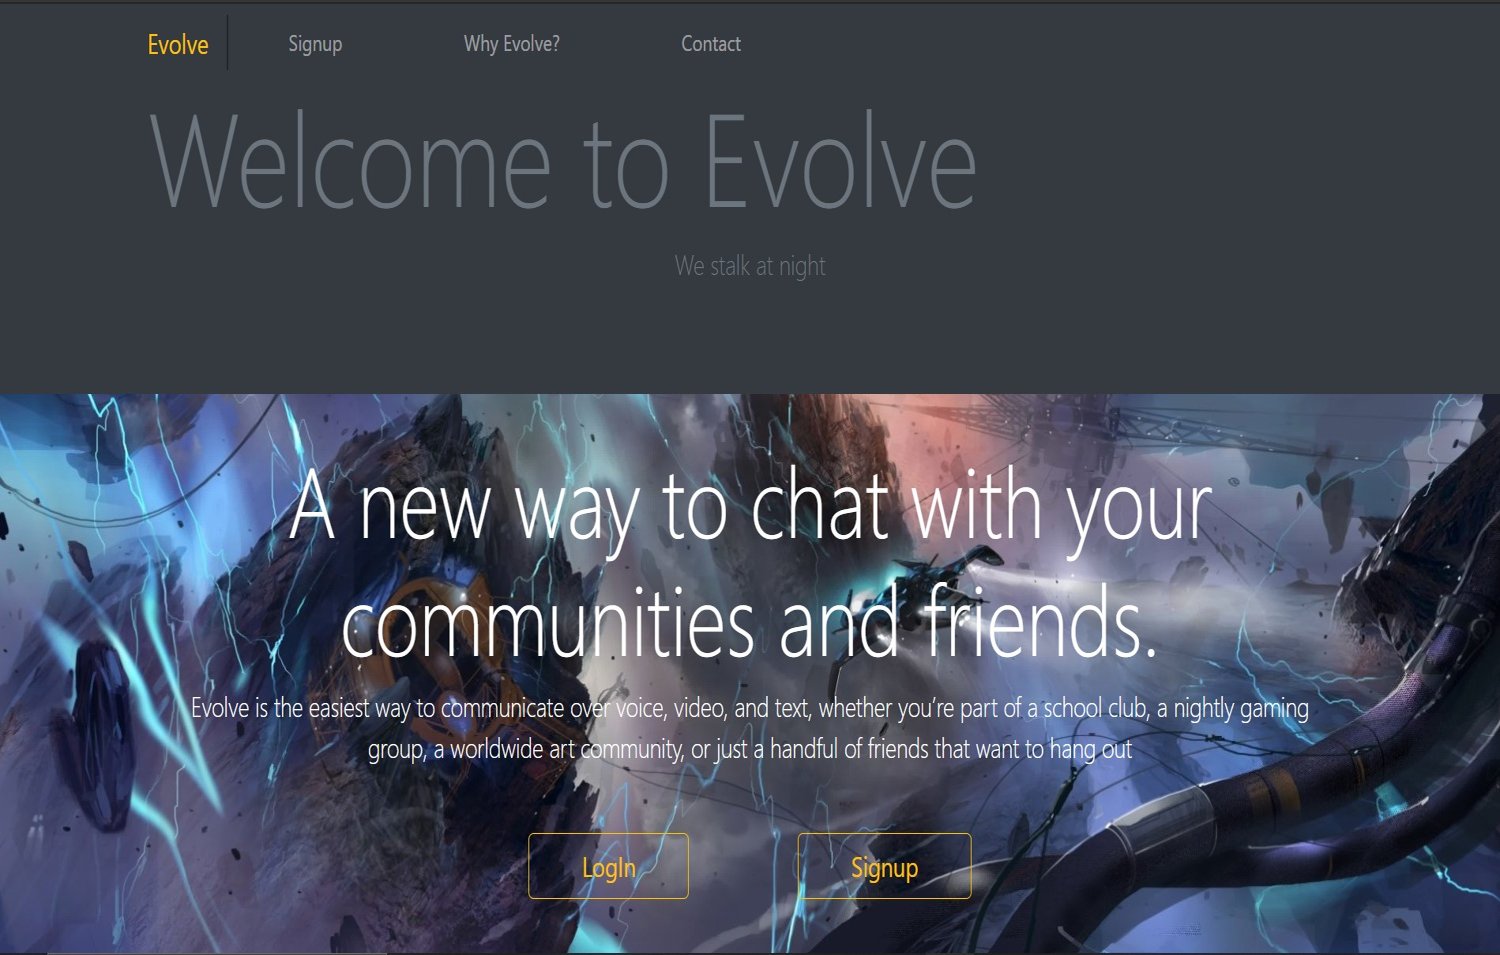 Evolve Signup Why Evolve? Contact
Welcome to Evolve
We stalk at night
A new way to chat with your
communities and friends.
Evolve is the easiest way to communicate over voice, video, and text, whether you’re part of a school club, a nightly gaming
group, a worldwide art community, or just a handful of friends that want to hang out
LogIn Signup